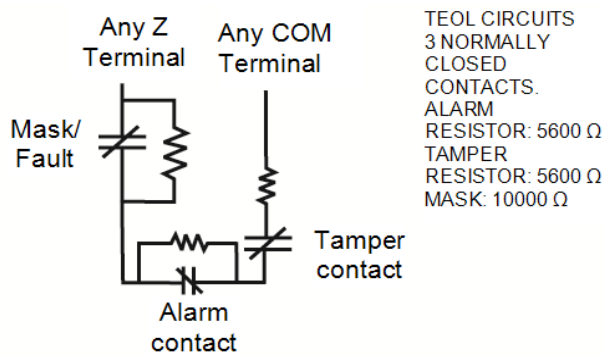 Any Z
Terminal
Any COM
Terminal
Mask/
Fault
Tamper
contact
Alarm
contact
TEOL CIRCUITS
3 NORMALLY
CLOSED
CONTACTS.
ALARM
RESISTOR: 5600 Ω
TAMPER
RESISTOR: 5600 Ω
MASK: 10000 Ω